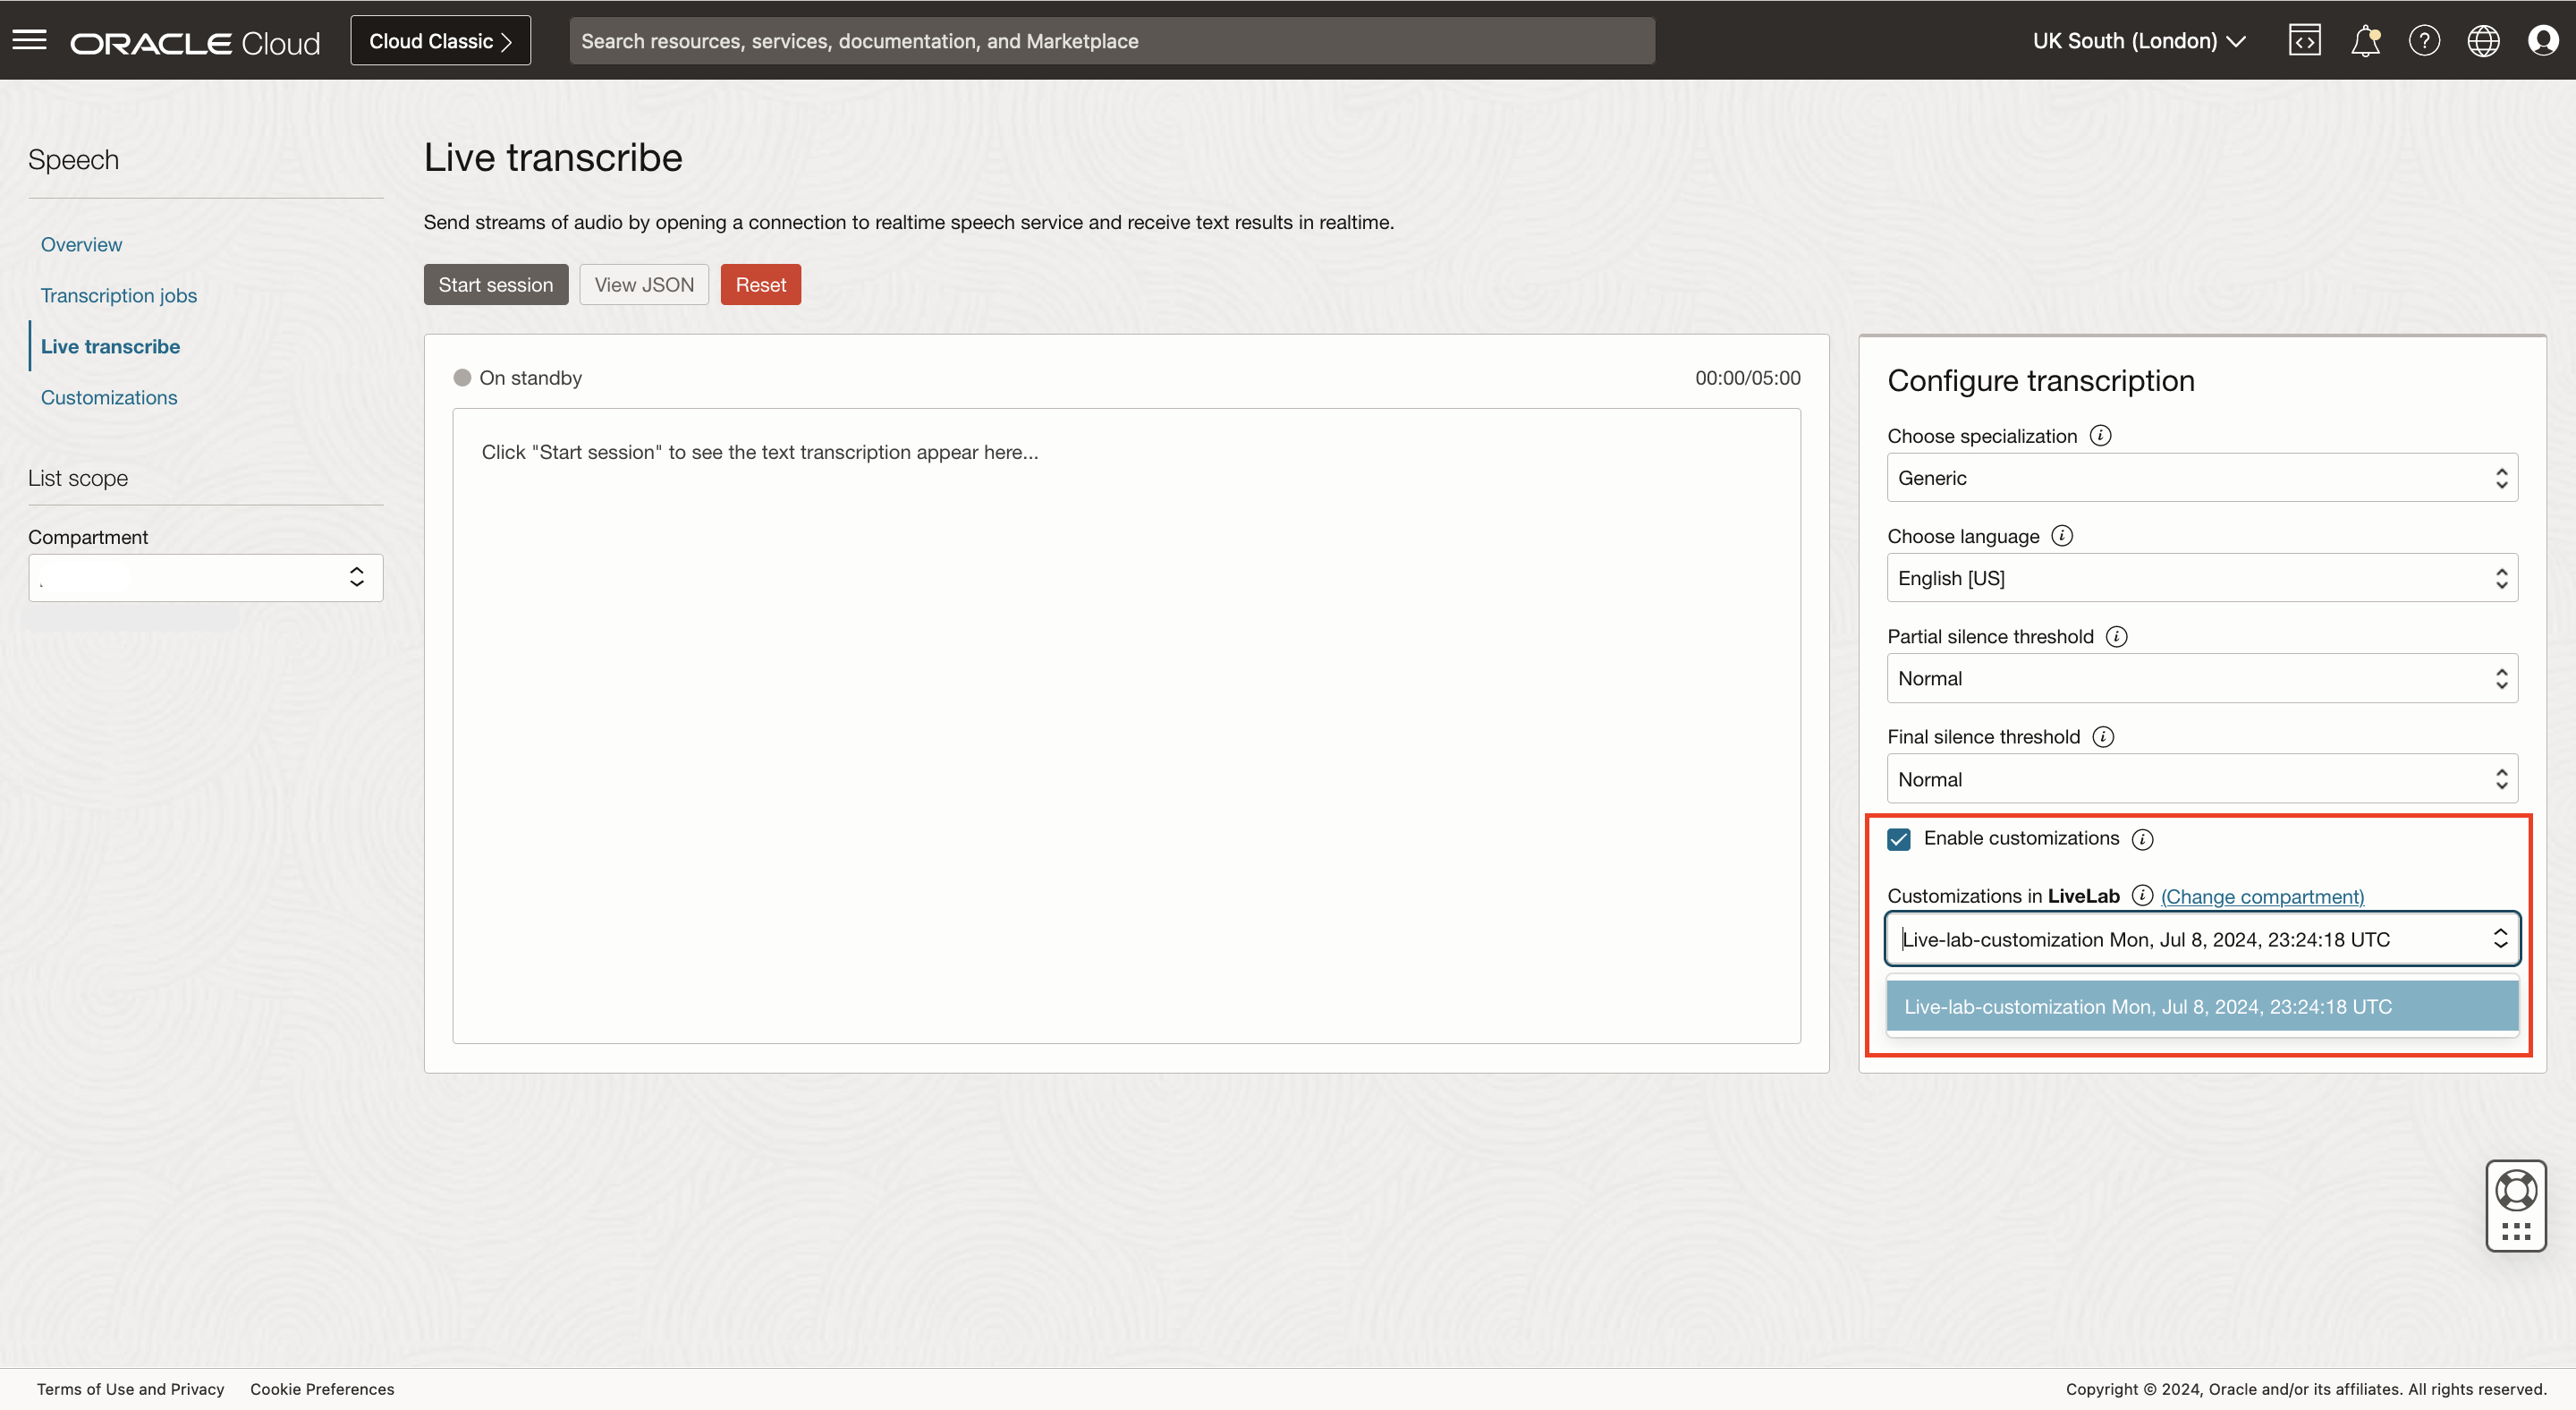 ORACLE Cloud
Cloud Classic
Search resources, services, documentation, and Marketplace
UK South (London)
Speech
Overview
Transcription jobs
Live transcribe
Customizations
List scope
Compartment
Live transcribe
Send streams of audio by opening a connection to realtime speech service and receive text results in realtime.
Start session
View JSON
Reset
On standby
00:00/05:00
Click "Start session" to see the text transcription appear here...
Configure transcription
Choose specialization
Generic
Choose language
English [US]
Partial silence threshold
Normal
Final silence threshold
Normal
Enable customizations
Customizations in LiveLab (Change compartment)
Live-lab-customization Mon, Jul 8, 2024, 23:24:18 UTC
Live-lab-customization Mon, Jul 8, 2024, 23:24:18 UTC
Terms of Use and Privacy
Cookie Preferences
Copyright © 2024, Oracle and/or its affiliates. All rights reserved.